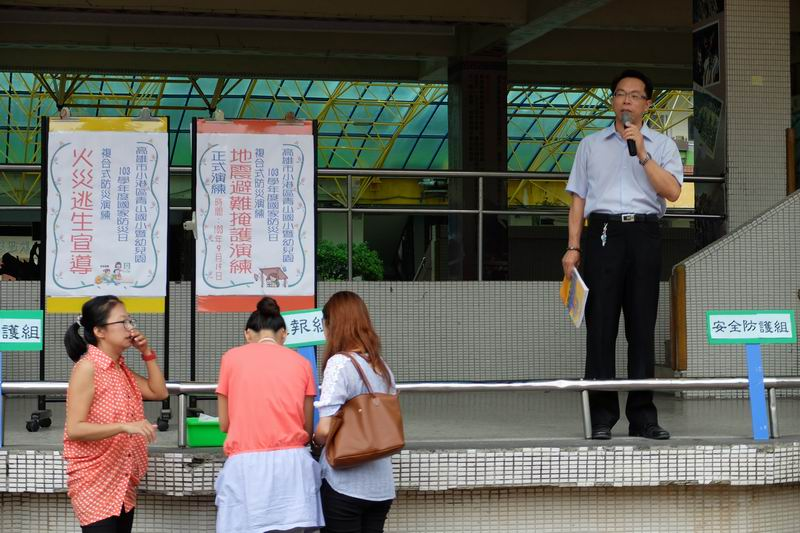 高雄市小港區青山國小暨幼兒園
103學年度國家防災日
複合式防災演練
火災逃生宣導
高雄市小港區青山國小暨幼兒園
103學年度國家防災日
複合式防災演練
地震避難掩護演練
正式演練
時間：103年9月19日
護組
報組
安全防護組